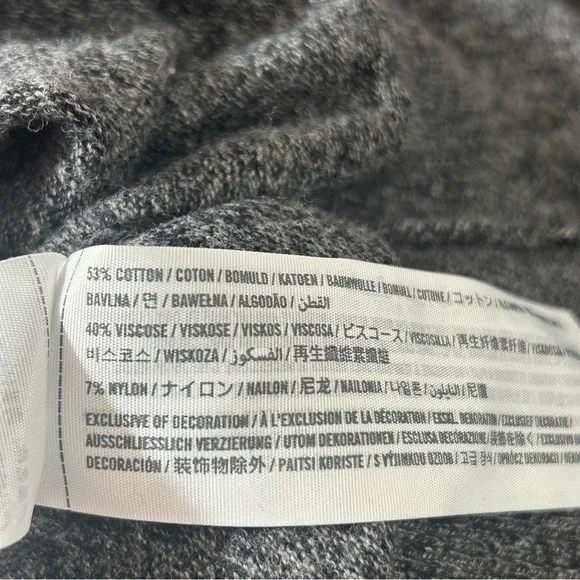 53% COTTON / COTON / BOMULD / KATOEN / BAUMWOLLE / BOMULL / COTONE / コットン /
BAVLNA / 면 / BAWEŁNA / ALGODÃO / القطن
40% VISCOSE / VISKOSE / VISKOS / VISCOSA / ビスコース / VISCOSILLA / 再生纤维素纤维 / VISKOOSI
비스코스 / WISKOZA / الفسكوز / 再生纖維素纖維
7% NYLON / ナイロン / NAILON / 尼龙 / NAILONIA / 나일론 / النايلون / 尼龍
EXCLUSIVE OF DECORATION / À L'EXCLUSION DE LA DÉCORATION / EKSKL. DEKORATION / EXCLUSIEF DECORATIE /
AUSSCHLIESSLICH VERZIERUNG / UTOM DEKORATIONEN / ESCLUSA DECORAZIONE / 装飾を除く /
DECORACIÓN / 装饰物除外 / PAITSI KORISTE / S VÝJIMKOU OZDOB / 고급 장식 / OPRÓCZ DEKORACJI /